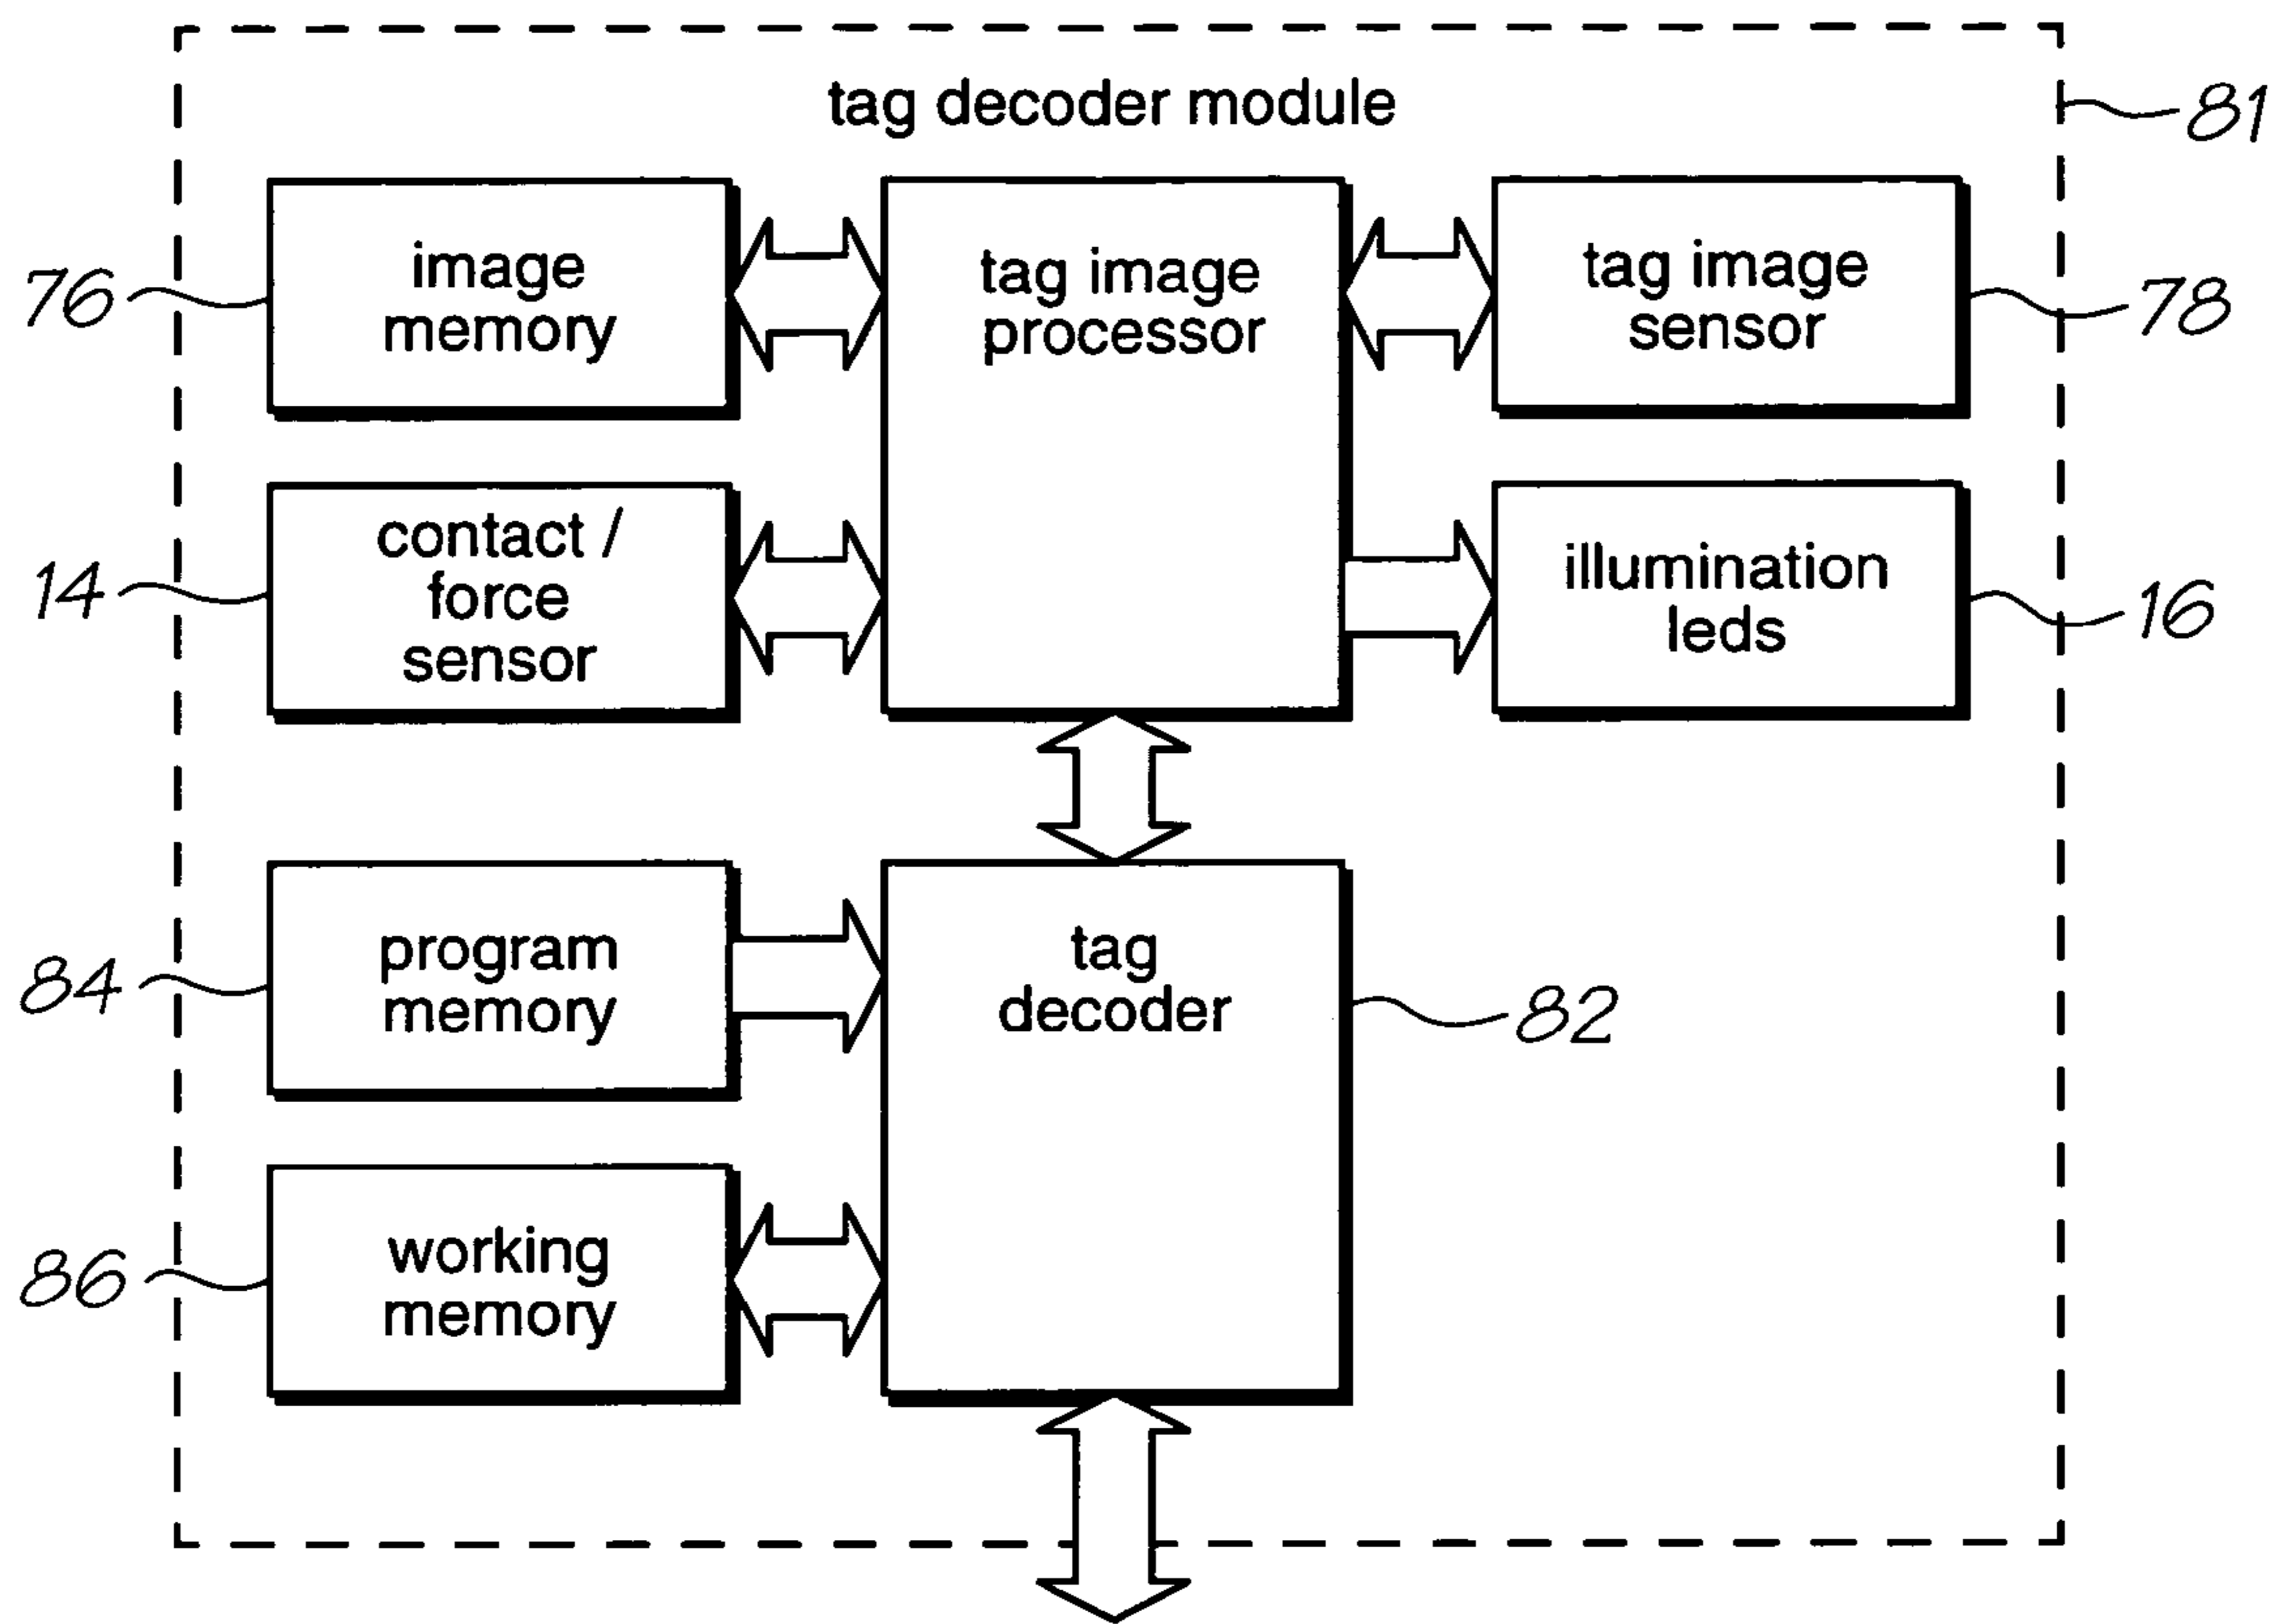 tag decoder module
81
76
image
memory
tag image
processor
tag image
sensor
78
14
contact /
force
sensor
illumination
leds
16
84
program
memory
tag
decoder
82
86
working
memory